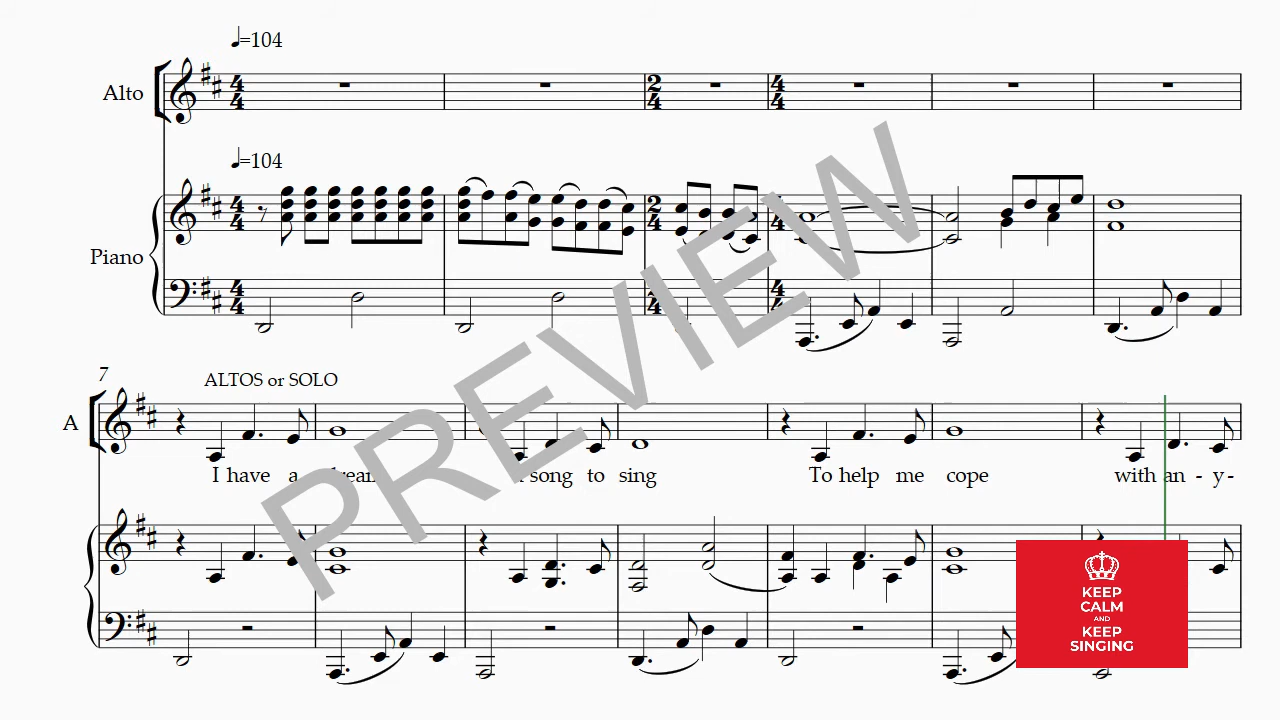 ♩=104
Alto
♩=104
Piano
PREVIEW
7
ALTOS or SOLO
A
I have a song to sing To help me cope with an - y -
KEEP
CALM
AND
KEEP
SINGING